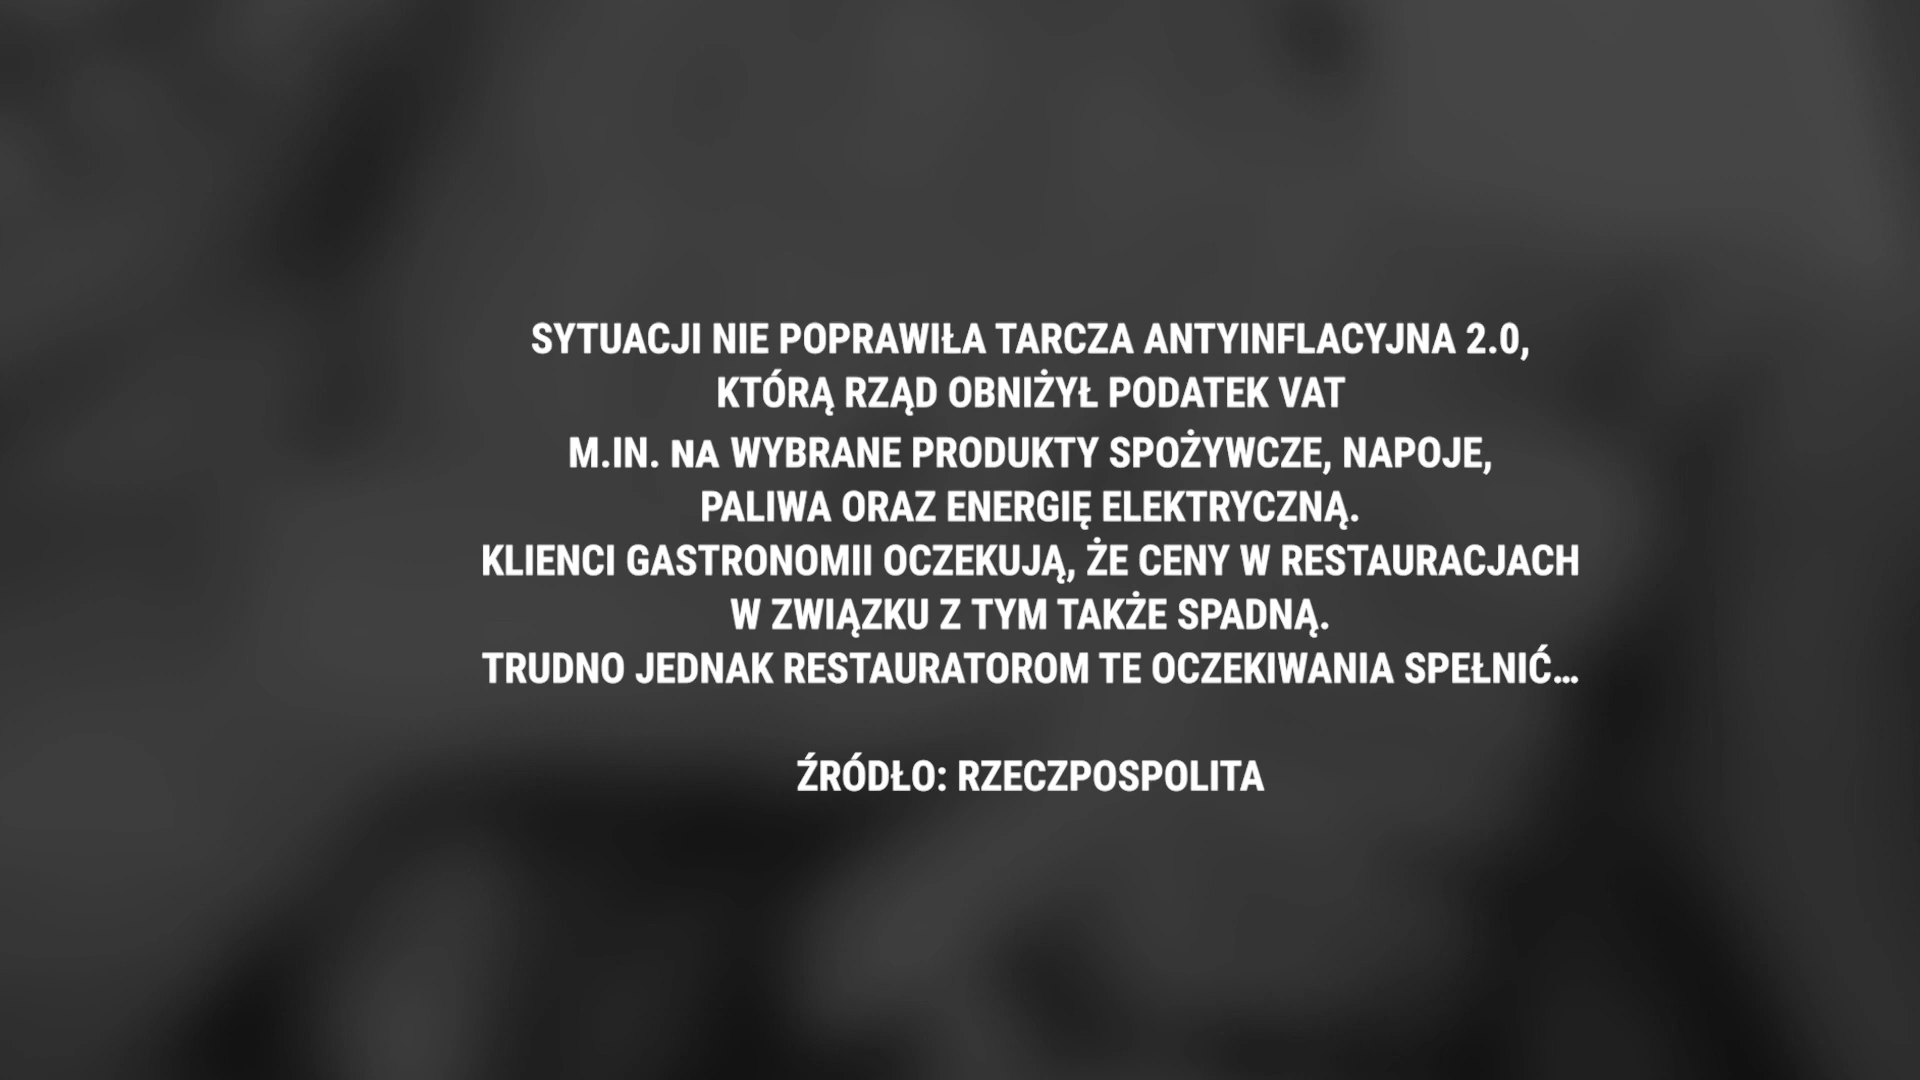 SYTUACJI NIE POPRAWIŁA TARCZA ANTYINFLACYJNA 2.0,
KTÓRĄ RZĄD OBNIŻYŁ PODATEK VAT
M.IN. NA WYBRANE PRODUKTY SPOŻYWCZE, NAPOJE,
PALIWA ORAZ ENERGIĘ ELEKTRYCZNĄ.
KLIENCI GASTRONOMII OCZEKUJĄ, ŻE CENY W RESTAURACJACH
W ZWIĄZKU Z TYM TAKŻE SPADNĄ.
TRUDNO JEDNAK RESTAURATOROM TE OCZEKIWANIA SPEŁNIĆ…
ŹRÓDŁO: RZECZPOSPOLITA